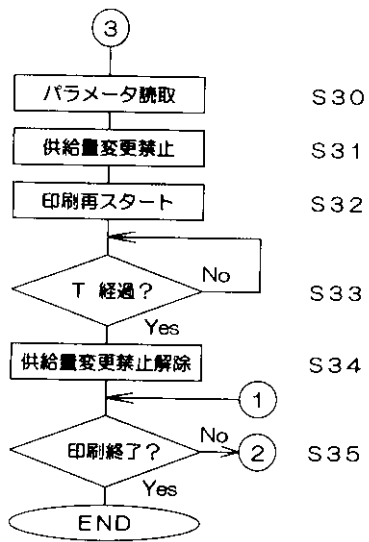 3
パラメータ読取 S30
供給量変更禁止 S31
印刷再スタート S32
T 経過? No S33
Yes
供給量変更禁止解除 S34
1
印刷終了? No 2 S35
Yes
END